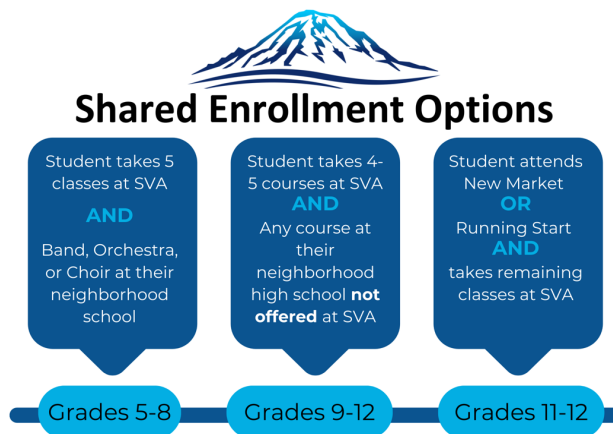 Shared Enrollment Options
Student takes 5
classes at SVA
AND
Band, Orchestra,
or Choir at their
neighborhood
school
Grades 5-8
Student takes 4-
5 courses at SVA
AND
Any course at
their
neighborhood
high school not
offered at SVA
Grades 9-12
Student attends
New Market
OR
Running Start
AND
takes remaining
classes at SVA
Grades 11-12